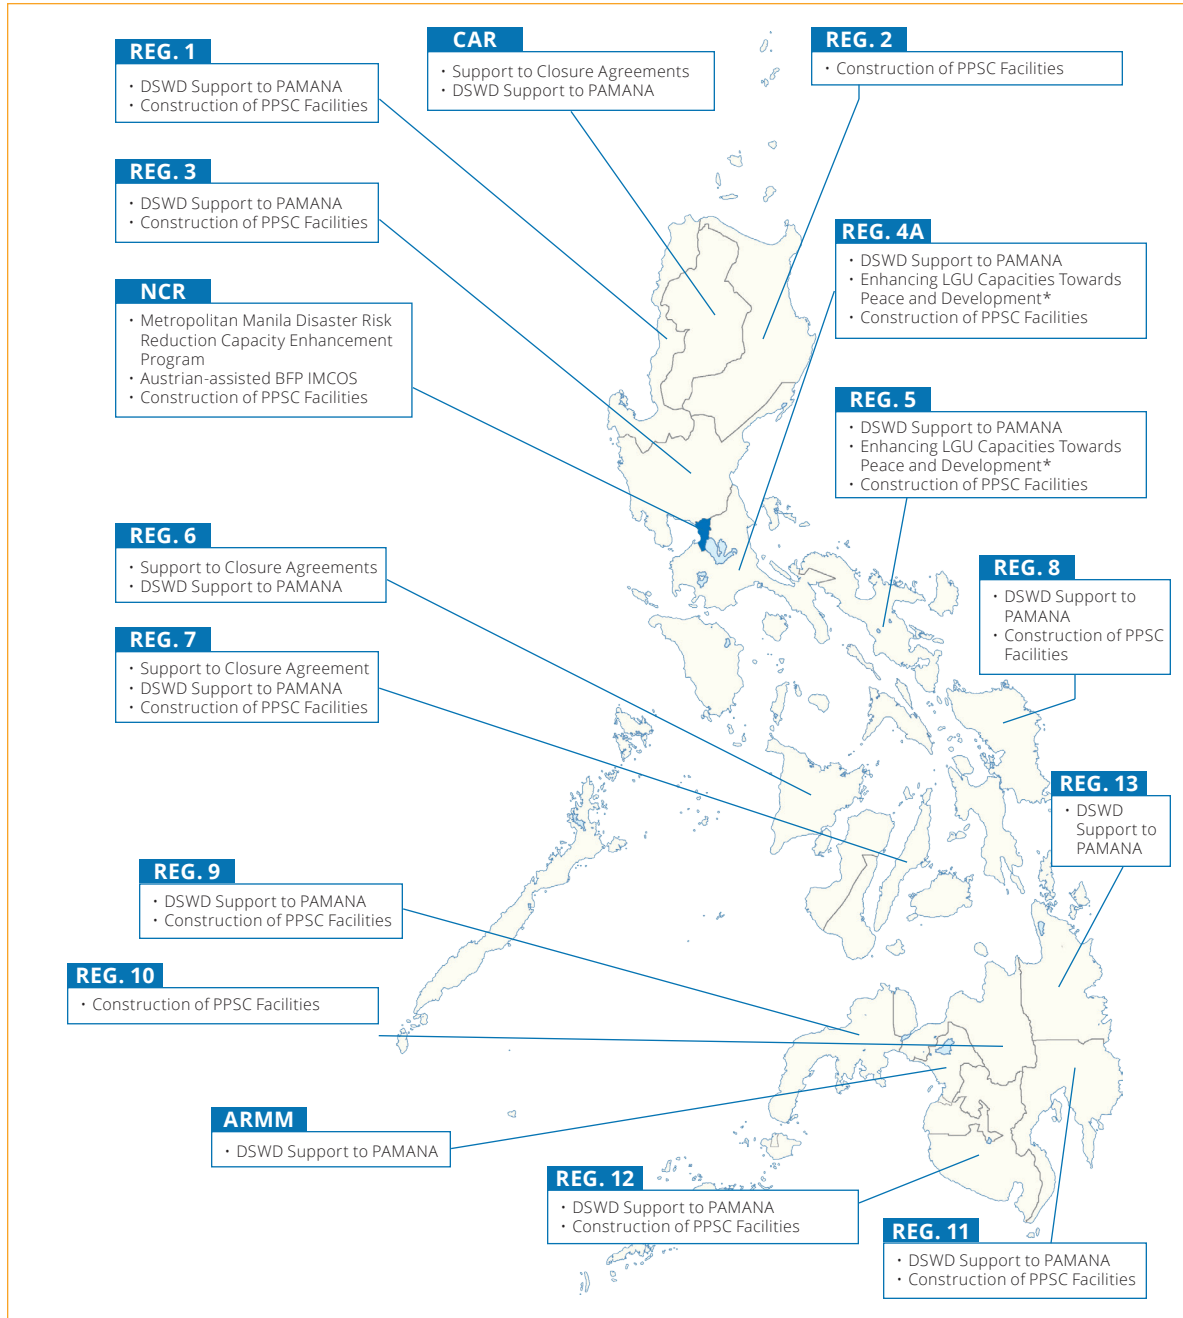 REG. 1
• DSWD Support to PAMANA
• Construction of PPSC Facilities
CAR
• Support to Closure Agreements
• DSWD Support to PAMANA
REG. 2
• Construction of PPSC Facilities
REG. 3
• DSWD Support to PAMANA
• Construction of PPSC Facilities
REG. 4A
• DSWD Support to PAMANA
• Enhancing LGU Capacities Towards
Peace and Development*
• Construction of PPSC Facilities
NCR
• Metropolitan Manila Disaster Risk
Reduction Capacity Enhancement
Program
• Austrian-assisted BFP IMCOS
• Construction of PPSC Facilities
REG. 5
• DSWD Support to PAMANA
• Enhancing LGU Capacities Towards
Peace and Development*
• Construction of PPSC Facilities
REG. 6
• Support to Closure Agreements
• DSWD Support to PAMANA
REG. 8
• DSWD Support to
PAMANA
• Construction of PPSC
Facilities
REG. 7
• Support to Closure Agreement
• DSWD Support to PAMANA
• Construction of PPSC Facilities
REG. 13
• DSWD
Support to
PAMANA
REG. 9
• DSWD Support to PAMANA
• Construction of PPSC Facilities
REG. 10
• Construction of PPSC Facilities
ARMM
• DSWD Support to PAMANA
REG. 12
• DSWD Support to PAMANA
• Construction of PPSC Facilities
REG. 11
• DSWD Support to PAMANA
• Construction of PPSC Facilities